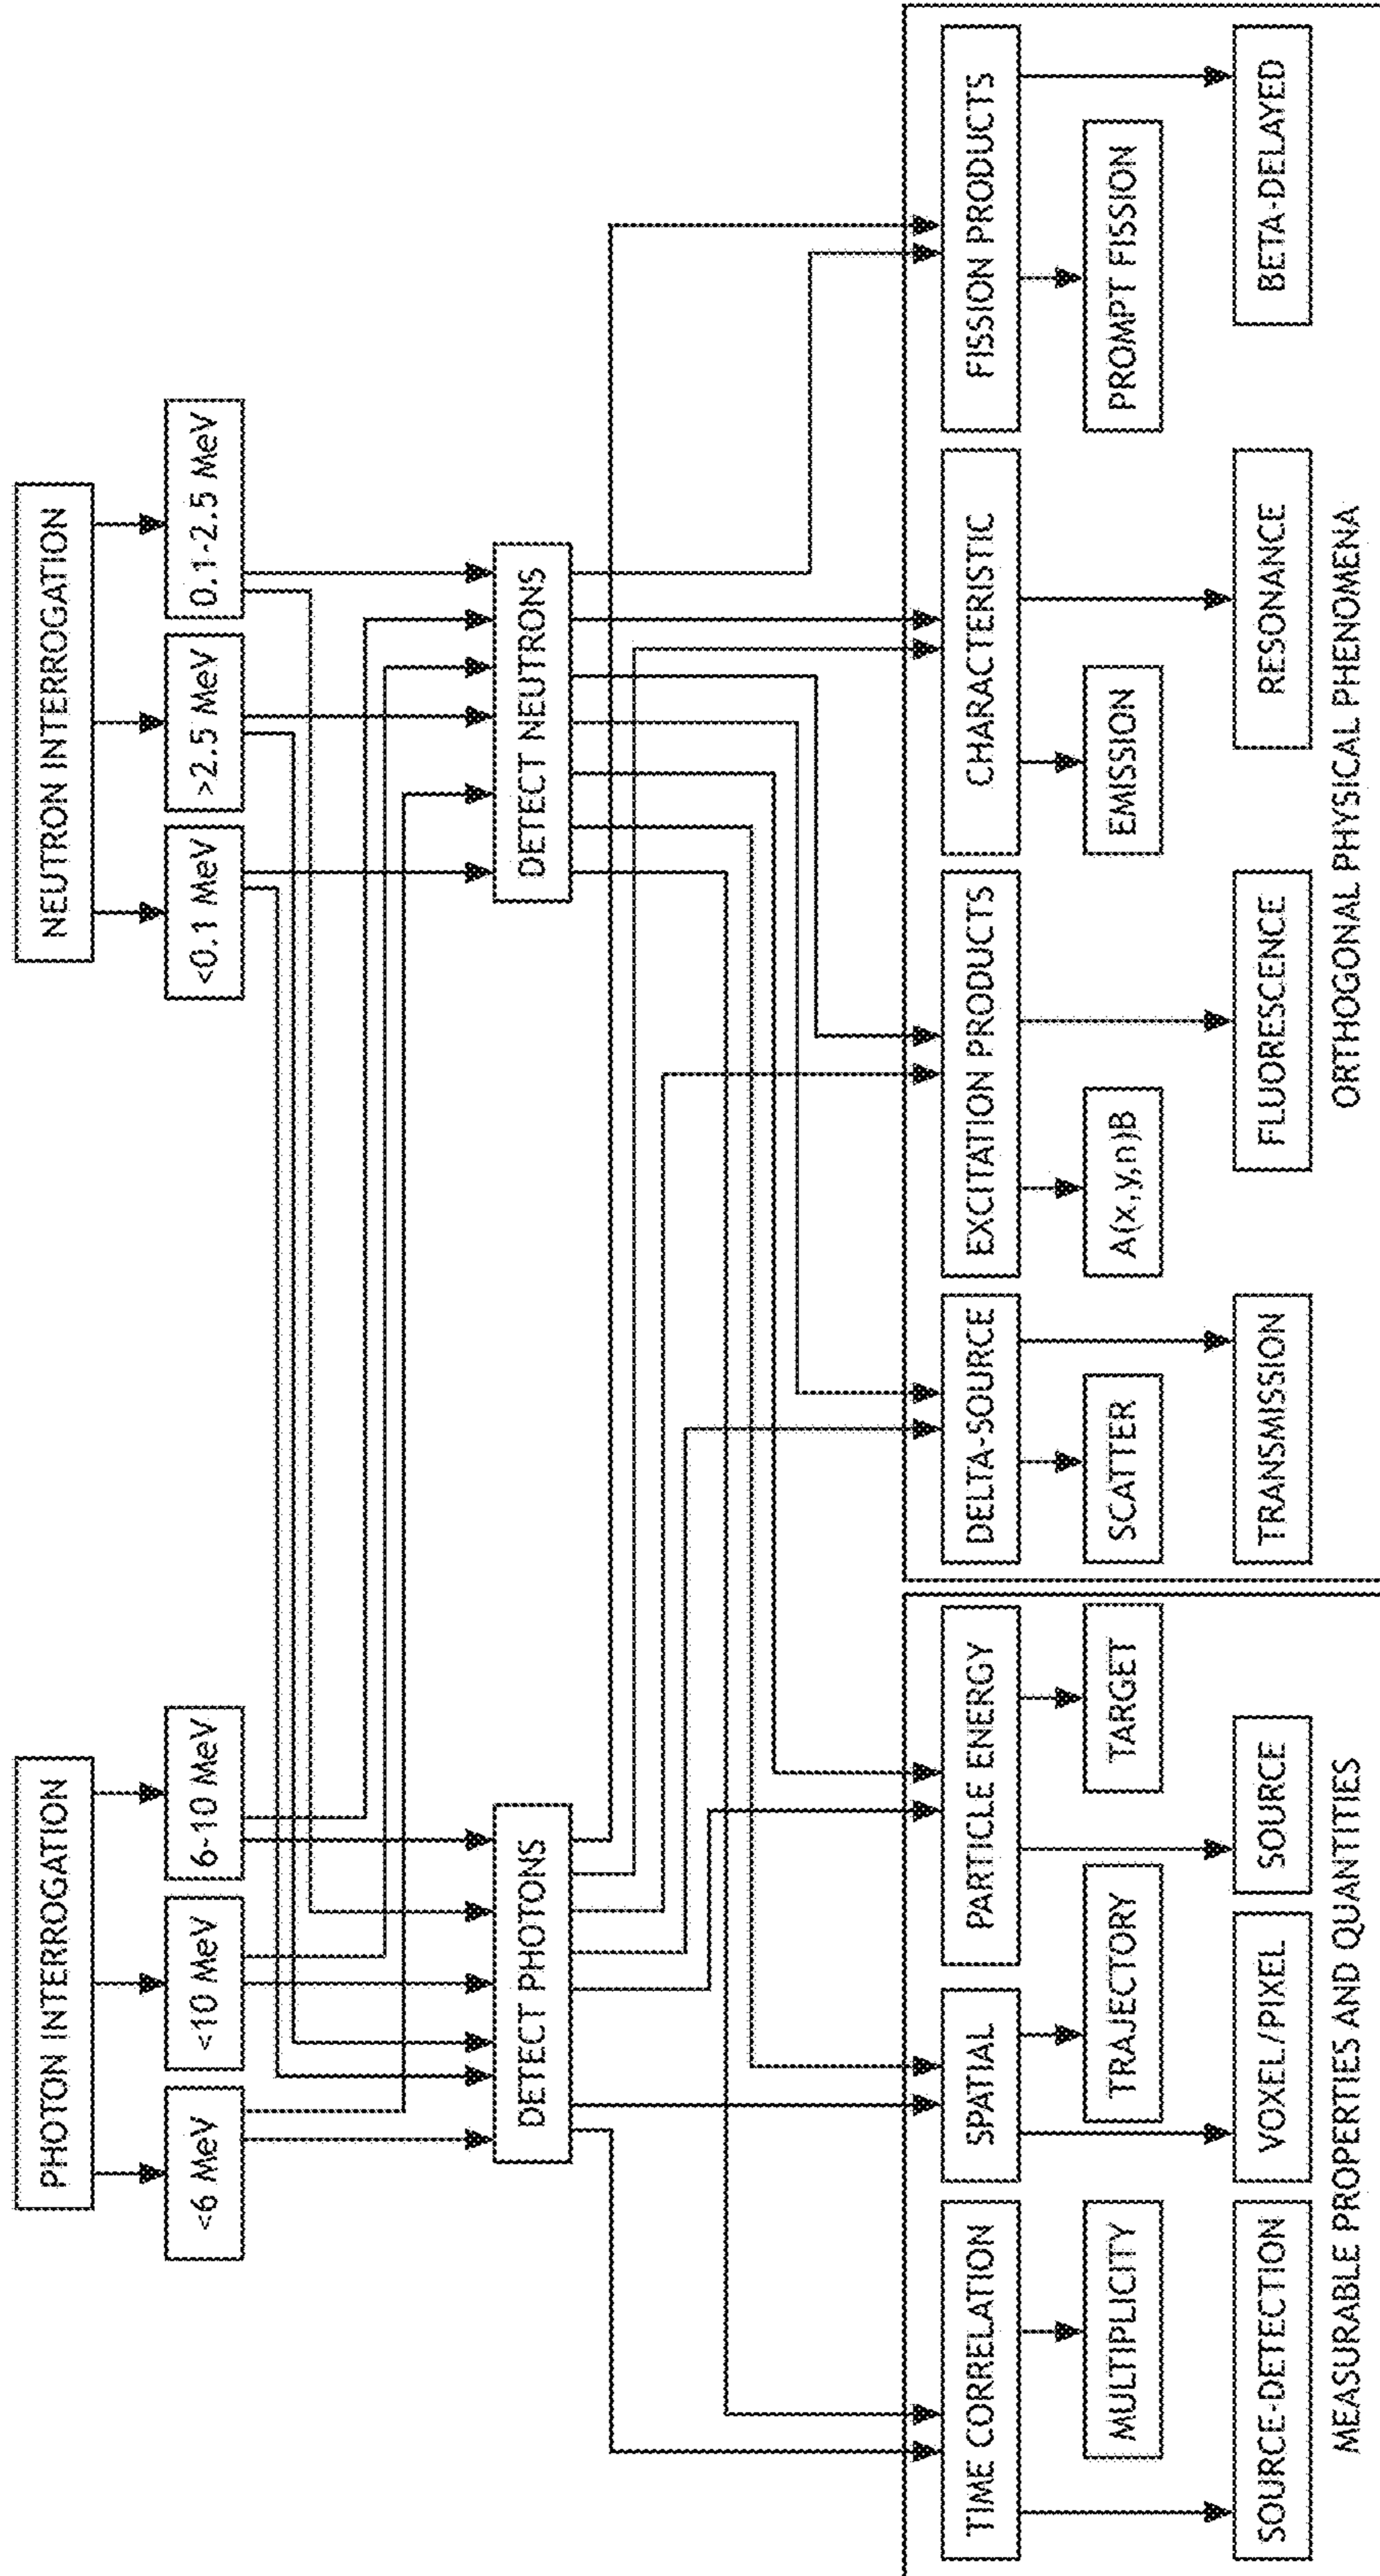 PHOTON INTERROGATION
NEUTRON INTERROGATION
<6 MeV
<10 MeV
6-10 MeV
<0.1 MeV
>2.5 MeV
0.1-2.5 MeV
DETECT PHOTONS
DETECT NEUTRONS
TIME CORRELATION
SPATIAL
PARTICLE ENERGY
DELTA-SOURCE
EXCITATION PRODUCTS
CHARACTERISTIC
FISSION PRODUCTS
MULTIPLICITY
TRAJECTORY
TARGET
SCATTER
A(x,y,n)B
EMISSION
PROMPT FISSION
SOURCE-DETECTION
VOXEL/PIXEL
SOURCE
TRANSMISSION
FLUORESCENCE
RESONANCE
BETA-DELAYED
MEASURABLE PROPERTIES AND QUANTITIES
ORTHOGONAL PHYSICAL PHENOMENA